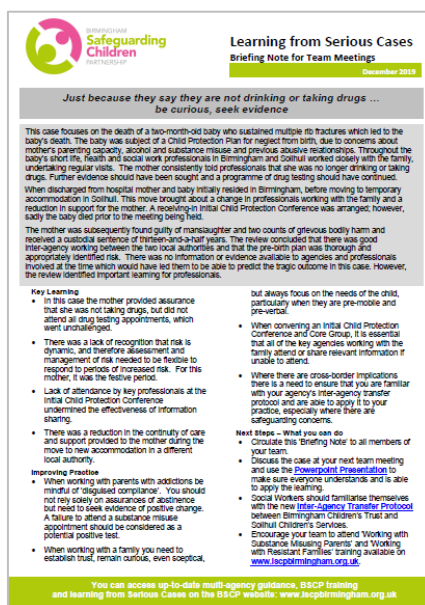 BIRMINGHAM
Safeguarding
Children
PARTNERSHIP
Learning from Serious Cases
Briefing Note for Team Meetings
December 2019
Just because they say they are not drinking or taking drugs …
be curious, seek evidence
This case focuses on the death of a two-month-old baby who sustained multiple rib fractures which led to the
baby's death. The baby was subject of a Child Protection Plan for neglect from birth, due to concerns about
mother's parenting capacity, alcohol and substance misuse and previous abusive relationships. Throughout the
baby's short life, health and social work professionals in Birmingham and Solihull worked closely with the family,
undertaking regular visits. The mother consistently told professionals that she was no longer drinking or taking
drugs. Further evidence should have been sought and a programme of drug testing should have continued.
When discharged from hospital mother and baby initially resided in Birmingham, before moving to temporary
accommodation in Solihull. This move brought about a change in professionals working with the family and a
reduction in support for the mother. A receiving-in Initial Child Protection Conference was arranged; however,
sadly the baby died prior to the meeting being held.
The mother was subsequently found guilty of manslaughter and two counts of grievous bodily harm and
received a custodial sentence of thirteen-and-a-half years. The review concluded that there was good
inter-agency working between the two local authorities and that the pre-birth plan was thorough and
appropriately identified risk. There was no information or evidence available to agencies and professionals
involved at the time which would have led them to be able to predict the tragic outcome in this case. However,
the review identified important learning for professionals.
Key Learning
• In this case the mother provided assurance
that she was not taking drugs, but did not
attend all drug testing appointments, which
went unchallenged.
• There was a lack of recognition that risk is
dynamic, and therefore assessment and
management of risk needed to be flexible to
respond to periods of increased risk. For this
mother, it was the festive period.
• Lack of attendance by key professionals at the
Initial Child Protection Conference
undermined the effectiveness of information
sharing.
• There was a reduction in the continuity of care
and support provided to the mother during the
move to new accommodation in a different
local authority.
Improving Practice
• When working with parents with addictions be
mindful of 'disguised compliance'. You should
not rely solely on assurances of abstinence
but need to seek evidence of positive change.
A failure to attend a substance misuse
appointment should be considered as a
potential positive test.
• When working with a family you need to
establish trust, remain curious, even sceptical,
but always focus on the needs of the child,
particularly when they are pre-mobile and
pre-verbal.
• When convening an Initial Child Protection
Conference and Core Group, it is essential
that all of the key agencies working with the
family attend or share relevant information if
unable to attend.
• Where there are cross-border implications
there is a need to ensure that you are familiar
with your agency's inter-agency transfer
protocol and are able to apply it to your
practice, especially where there are
safeguarding concerns.
Next Steps – What you can do
• Circulate this 'Briefing Note' to all members of
your team.
• Discuss the case at your next team meeting
and use the Powerpoint Presentation to
make sure everyone understands and is able
to apply the learning.
• Social Workers should familiarise themselves
with the new Inter-Agency Transfer Protocol
between Birmingham Children's Trust and
Solihull Children's Services.
• Encourage your team to attend 'Working with
Substance Misusing Parents' and 'Working
with Resistant Families' training available on
www.lscpbirmingham.org.uk.
You can access up-to-date multi-agency guidance, BSCP training
and learning from Serious Cases on the BSCP website: www.lscpbirmingham.org.uk